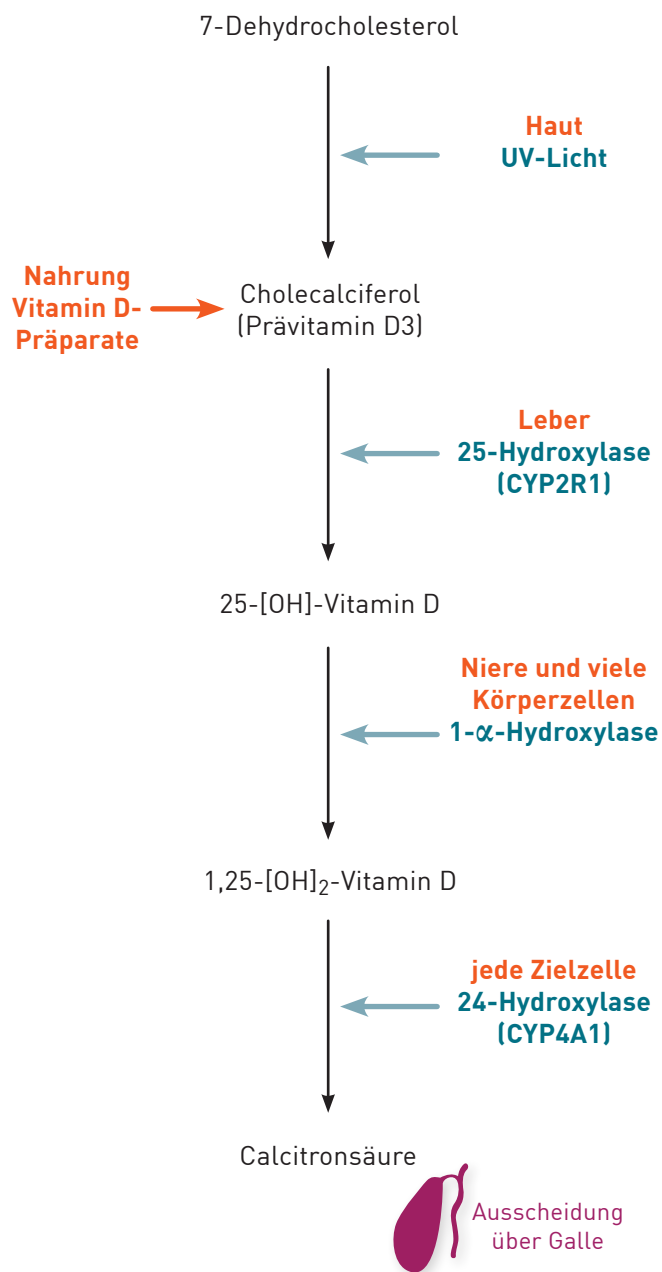 7-Dehydrocholesterol
Haut
UV-Licht
Nahrung
Vitamin D-
Präparate
Cholecalciferol
(Prävitamin D3)
Leber
25-Hydroxylase
(CYP2R1)
25-[OH]-Vitamin D
Niere und viele
Körperzellen
1-α-Hydroxylase
1,25-[OH]₂-Vitamin D
jede Zielzelle
24-Hydroxylase
(CYP4A1)
Calcitronsäure
Ausscheidung
über Galle